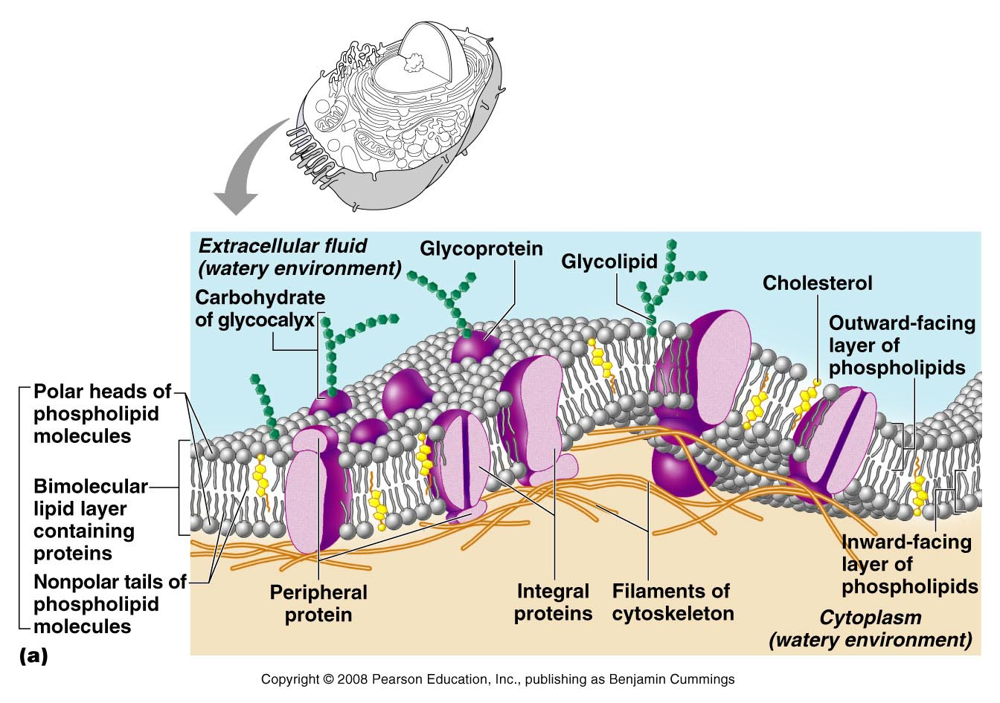 Extracellular fluid
(watery environment)
Glycoprotein
Glycolipid
Cholesterol
Carbohydrate
of glycocalyx
Outward-facing
layer of
phospholipids
Polar heads of
phospholipid
molecules
Bimolecular
lipid layer
containing
proteins
Nonpolar tails of
phospholipid
molecules
Peripheral
protein
Integral
proteins
Filaments of
cytoskeleton
Inward-facing
layer of
phospholipids
Cytoplasm
(watery environment)
(a)
Copyright © 2008 Pearson Education, Inc., publishing as Benjamin Cummings